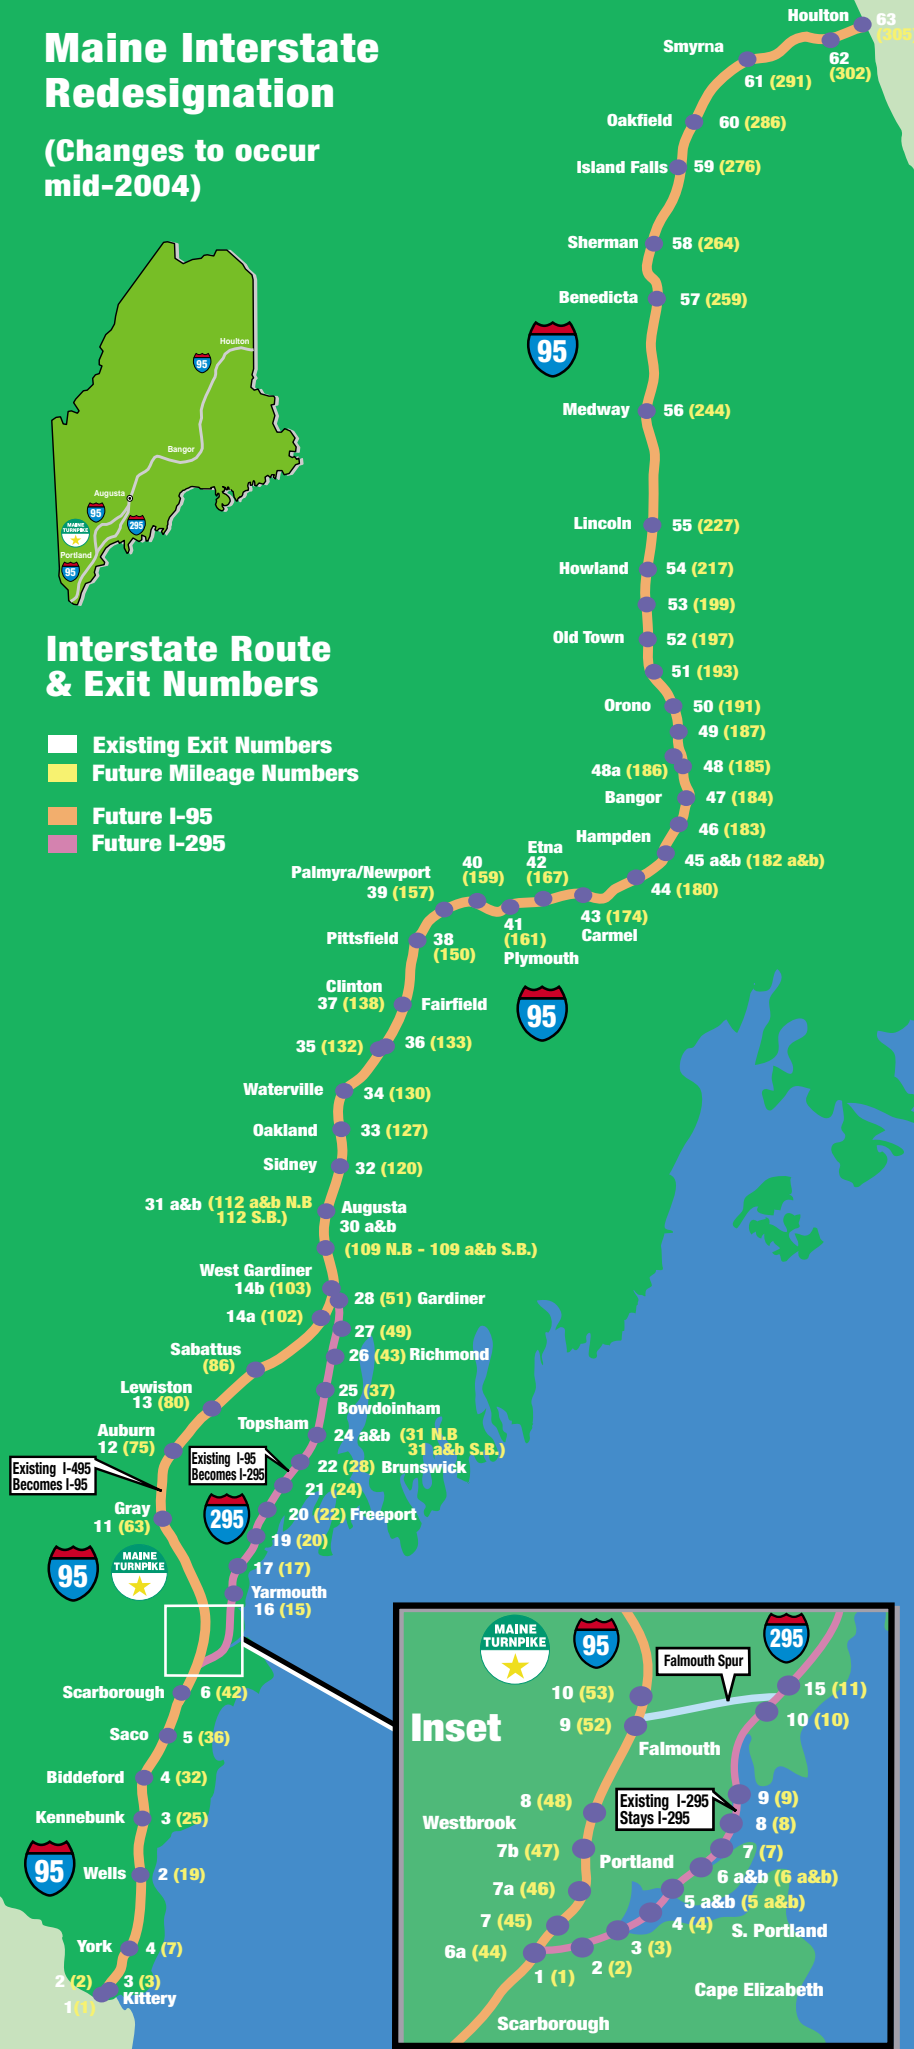 Maine Interstate
Redesignation
(Changes to occur
mid-2004)
Houlton
63
(305
62
(302)
Smyrna
61 (291)
Oakfield
60 (286)
Island Falls
59 (276)
Sherman
58 (264)
Benedicta
57 (259)
95
Medway
56 (244)
Lincoln
55 (227)
Howland
54 (217)
53 (199)
Old Town
52 (197)
51 (193)
Orono
50 (191)
49 (187)
48a (186)
48 (185)
Bangor
47 (184)
46 (183)
Hampden
45 a&b (182 a&b)
44 (180)
43 (174)
Carmel
Etna
42
(167)
41
(161)
Plymouth
40
(159)
Palmyra/Newport
39 (157)
Houlton
95
Bangor
Augusta
95
295
MAINE
TURNPIKE
Portland
95
Interstate Route
& Exit Numbers
Existing Exit Numbers
Future Mileage Numbers
Future I-95
Future I-295
Pittsfield
38
(150)
95
Clinton
37 (138)
Fairfield
35 (132)
36 (133)
Waterville
34 (130)
Oakland
33 (127)
Sidney
32 (120)
31 a&b (112 a&b N.B
112 S.B.)
Augusta
30 a&b
(109 N.B - 109 a&b S.B.)
West Gardiner
14b (103)
28 (51) Gardiner
14a (102)
27 (49)
26 (43) Richmond
Sabattus
(86)
25 (37)
Bowdoinham
Lewiston
13 (80)
Topsham
24 a&b (31 N.B
31 a&b S.B.)
Auburn
12 (75)
22 (28) Brunswick
Existing I-495
Becomes I-95
Existing I-95
Becomes I-295
21 (24)
295
20 (22) Freeport
Gray
11 (63)
19 (20)
95
MAINE
TURNPIKE
17 (17)
Yarmouth
16 (15)
Scarborough
6 (42)
Saco
5 (36)
Biddeford
4 (32)
Kennebunk
3 (25)
95
Wells
2 (19)
York
4 (7)
2 (2)
3 (3)
Kittery
1(1)
Inset
MAINE
TURNPIKE
95
295
Falmouth Spur
10 (53)
9 (52)
Falmouth
15 (11)
10 (10)
8 (48)
Westbrook
7b (47)
Existing I-295
Stays I-295
9 (9)
8 (8)
7 (7)
Portland
6 a&b (6 a&b)
7a (46)
5 a&b (5 a&b)
7 (45)
4 (4)
S. Portland
6a (44)
3 (3)
2 (2)
1 (1)
Cape Elizabeth
Scarborough